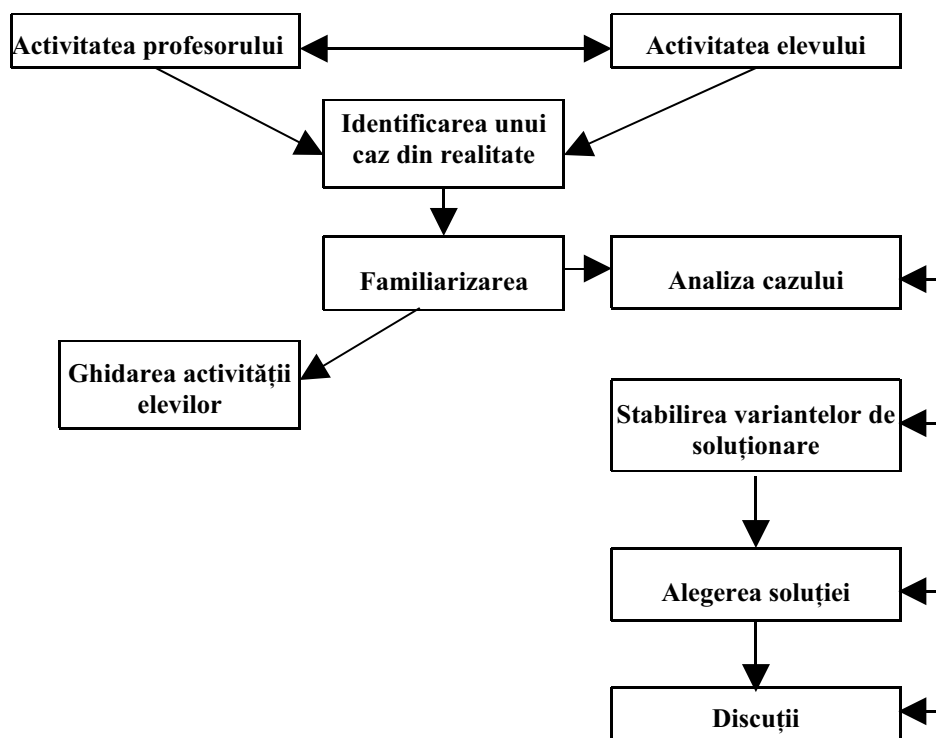 Activitatea profesorului
Activitatea elevului
Identificarea unui
caz din realitate
Familiarizarea
Analiza cazului
Ghidarea activității
elevilor
Stabilirea variantelor de
soluționare
Alegerea soluției
Discuții